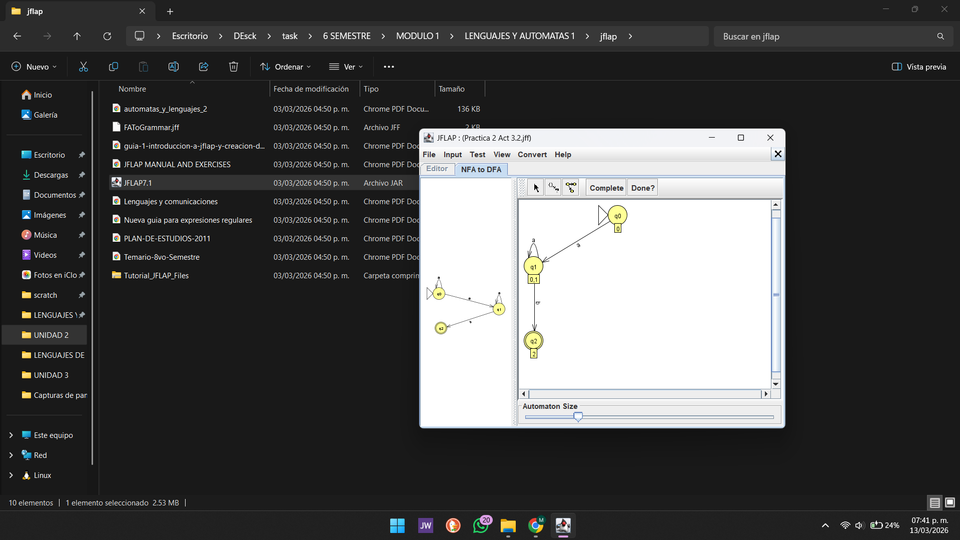 jflap
Escritorio
DEsck
task
6 SEMESTRE
MODULO 1
LENGUAJES Y AUTOMATAS 1
jflap
Buscar en jflap
Nuevo
Ordenar
Ver
Vista previa
Inicio
Galería
Escritorio
Descargas
Documentos
Imágenes
Música
Videos
Fotos en iClo
scratch
LENGUAJES
UNIDAD 2
LENGUAJES DE
UNIDAD 3
Capturas de par
Este equipo
Red
Linux
Nombre Fecha de modificación Tipo Tamaño
automatas_y_lenguajes_2 03/03/2026 04:50 p. m. Chrome PDF Docu... 136 KB
FAToGrammar.jff 03/03/2026 04:50 p. m. Archivo JFF 2 KB
guia-1-introduccion-a-jflap-y-creacion-d... 03/03/2026 04:50 p. m. Chrome PDF
JFLAP MANUAL AND EXERCISES 03/03/2026 04:50 p. m. Chrome PDF
JFLAP7.1 03/03/2026 04:50 p. m. Archivo JAR
Lenguajes y comunicaciones 03/03/2026 04:50 p. m. Chrome PDF
Nueva guia para expresiones regulares 03/03/2026 04:50 p. m. Chrome PDF
PLAN-DE-ESTUDIOS-2011 03/03/2026 04:50 p. m. Chrome PDF
Temario-8vo-Semestre 03/03/2026 04:50 p. m. Chrome PDF
Tutorial_JFLAP_Files 03/03/2026 04:50 p. m. Carpeta comprin
JFLAP : (Practica 2 Act 3.2.jff)
File Input Test View Convert Help
Editor NFA to DFA
Complete Done?
q0
0
a
q1
0,1
q2
2
q0
q1
q2
Automaton Size
10 elementos
1 elemento seleccionado 2.53 MB
JW
20
M
24%
07:41 p. m.
13/03/2026